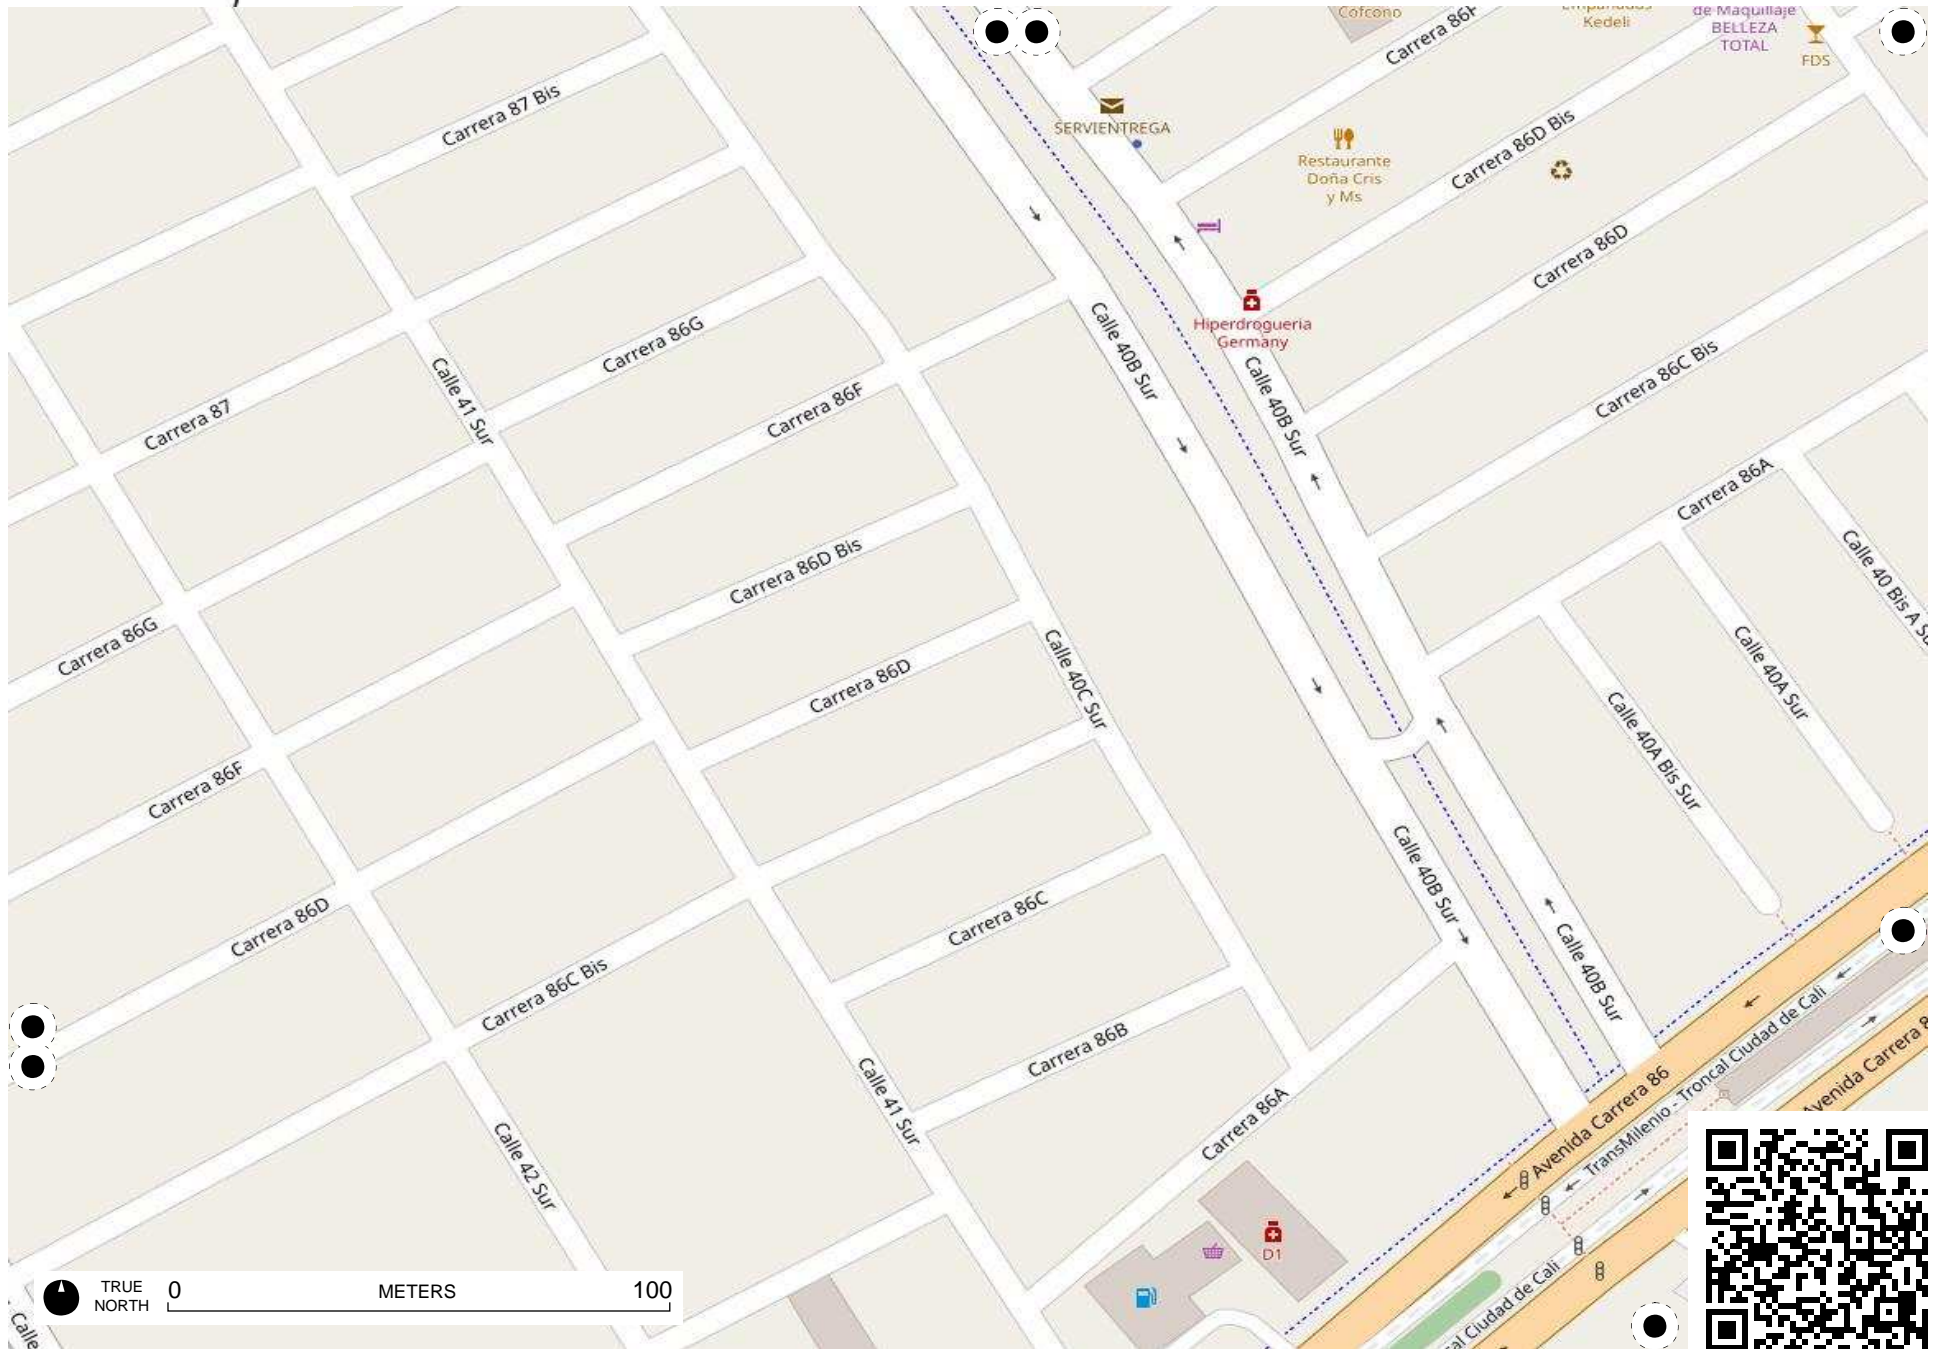 Cofcono
Carrera 86F
Empanadas
Kedeli
de Maquillaje
BELLEZA
TOTAL
FDS
Carrera 87 Bis
SERVIENTREGA
Restaurante
Doña Cris
y Ms
Carrera 86D Bis
Carrera 86D
Hiperdrogueria
Germany
Calle 40B Sur
Calle 40B Sur
Carrera 86G
Carrera 86F
Calle 41 Sur
Carrera 87
Carrera 86C Bis
Carrera 86A
Calle 40 Bis A Su
Carrera 86D Bis
Carrera 86G
Calle 40C Sur
Carrera 86D
Calle 40A Sur
Calle 40A Bis Sur
Carrera 86F
Calle 40B Sur
Carrera 86D
Carrera 86C
Carrera 86C Bis
Calle 40B Sur
Carrera 86B
Calle 41 Sur
Carrera 86A
Calle 42 Sur
Avenida Carrera 86
TransMilenio - Troncal Ciudad de Cali
Avenida Carrera 8
D1
al Ciudad de Cali
Calle
TRUE
NORTH
0 METERS 100